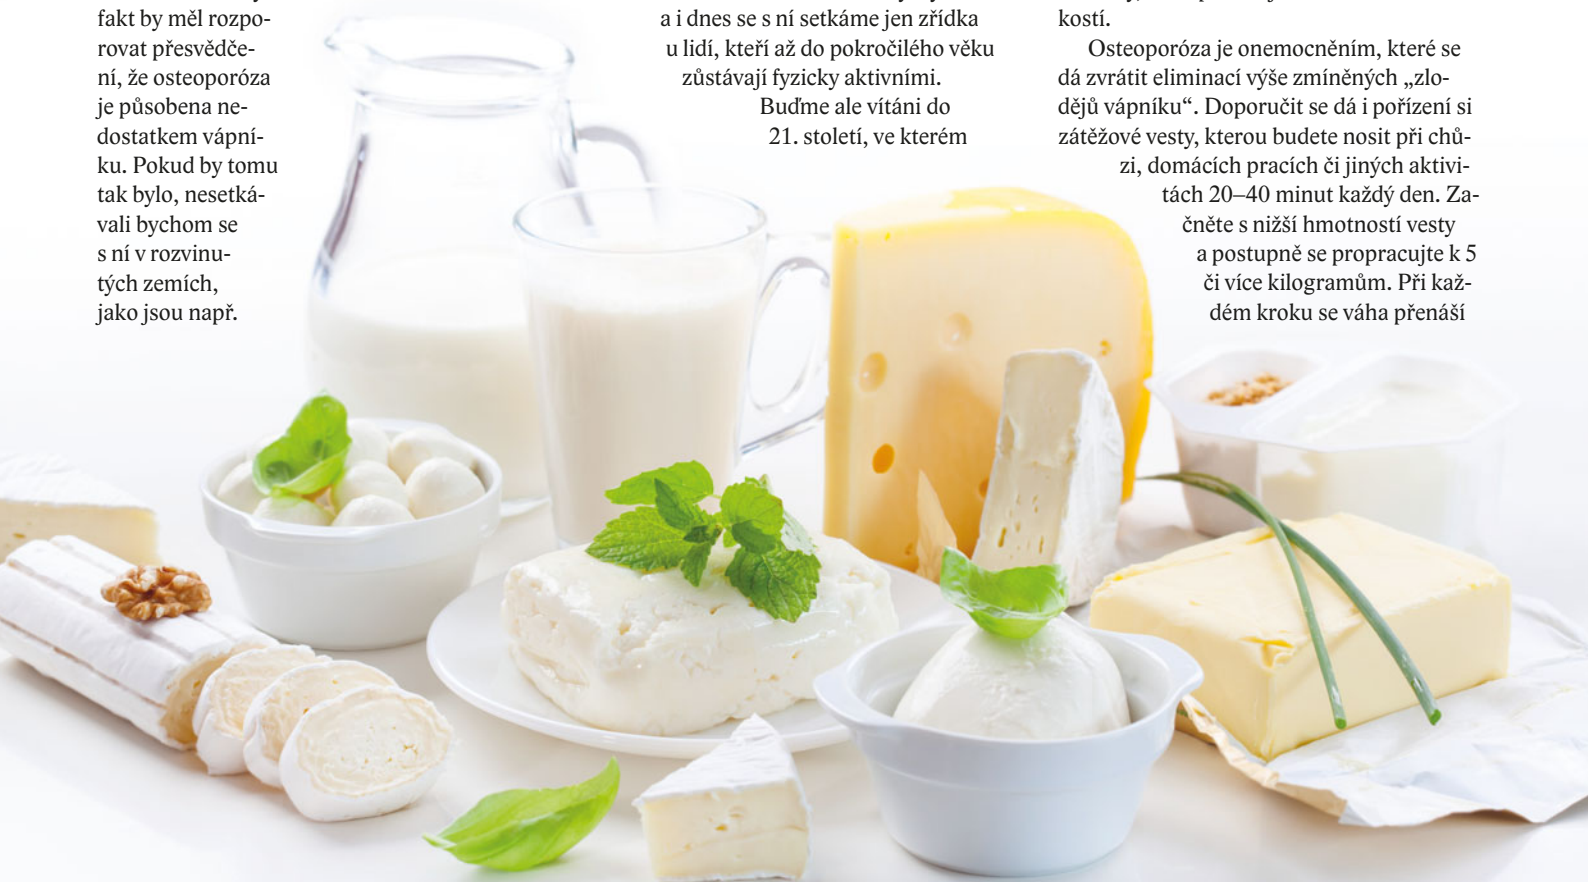 fakt by měl rozpo-
rovat přesvědče-
ní, že osteoporóza
je působena ne-
dostatkem vápní-
ku. Pokud by tomu
tak bylo, nesetká-
vali bychom se
s ní v rozvinu-
tých zemích,
jako jsou např.
a i dnes se s ní setkáme jen zřídka
u lidí, kteří až do pokročilého věku
zůstávají fyzicky aktivními.
Buďme ale vítáni do
21. století, ve kterém
kostí.
Osteoporóza je onemocněním, které se
dá zvrátit eliminací výše zmíněných „zlo-
dějů vápníku“. Doporučit se dá i pořízení si
zátěžové vesty, kterou budete nosit při chů-
zi, domácích pracích či jiných aktivi-
tách 20–40 minut každý den. Za-
čněte s nižší hmotností vesty
a postupně se propracujte k 5
či více kilogramům. Při kaž-
dém kroku se váha přenáší